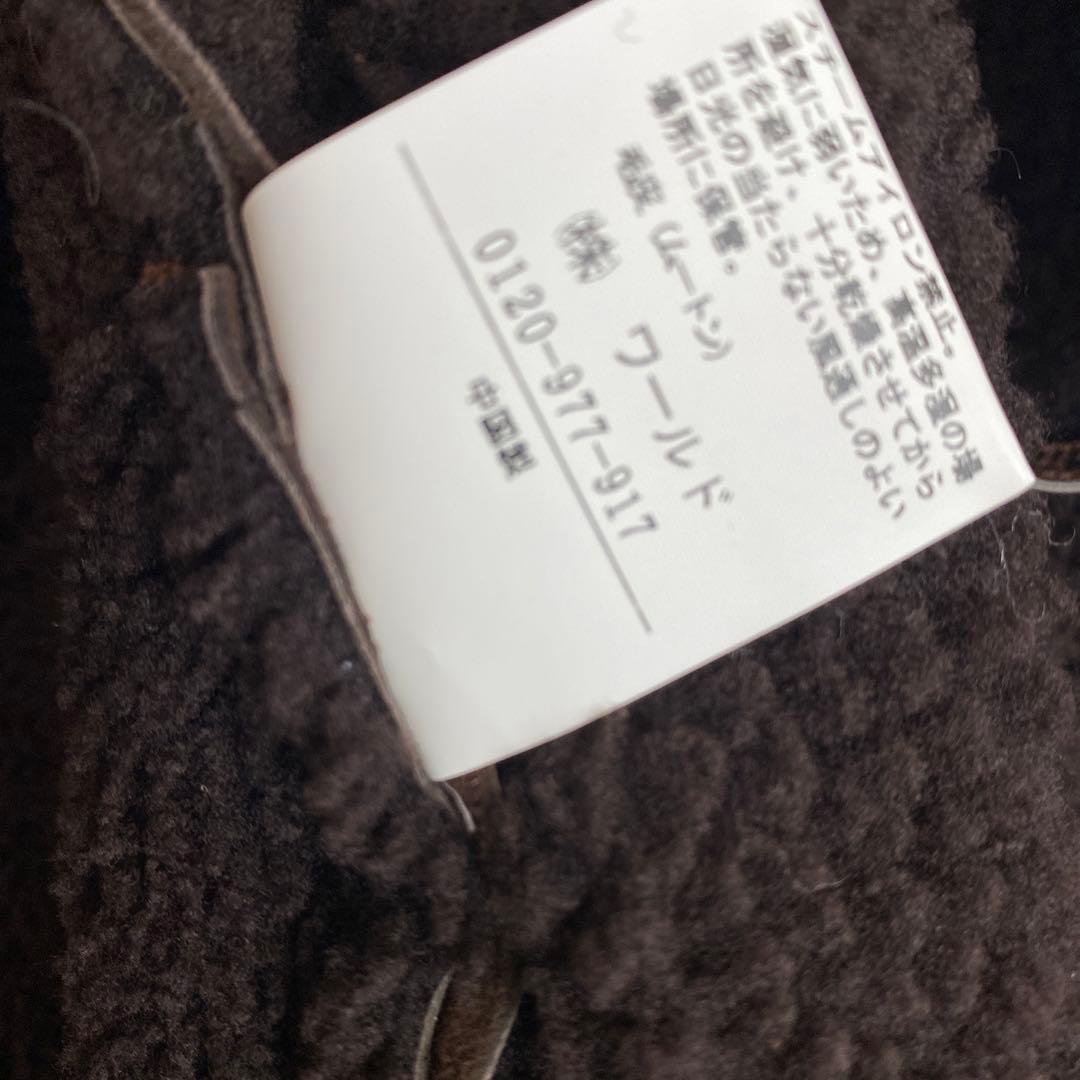 スチームアイロン禁止。
湿気に弱いため、高温多湿の場
所を避け、十分乾燥させてから
日光の当たらない風通しのよい
場所に保管。
毛皮 (ムートン)
(株) ワールド
0120-977-917
中国製